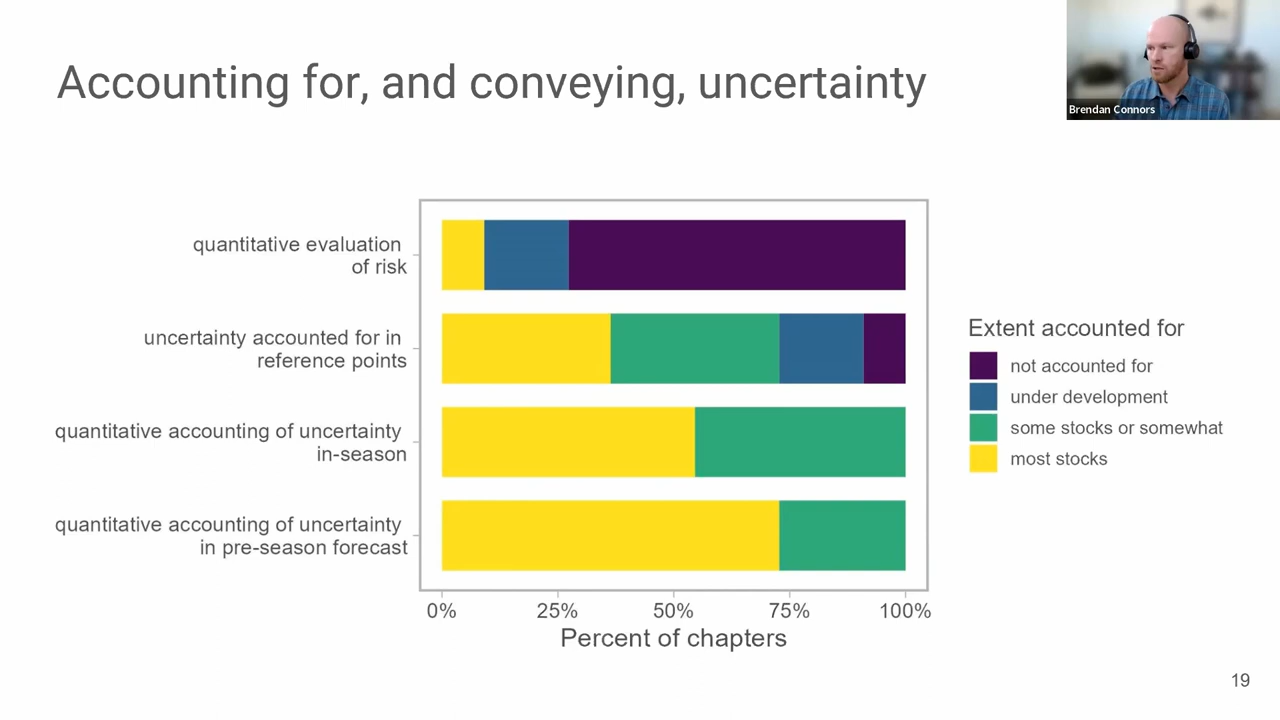 Accounting for, and conveying, uncertainty
Brendan Connors
quantitative evaluation
of risk
uncertainty accounted for in
reference points
quantitative accounting of uncertainty
in-season
quantitative accounting of uncertainty
in pre-season forecast
0% 25% 50% 75% 100%
Percent of chapters
Extent accounted for
not accounted for
under development
some stocks or somewhat
most stocks
19